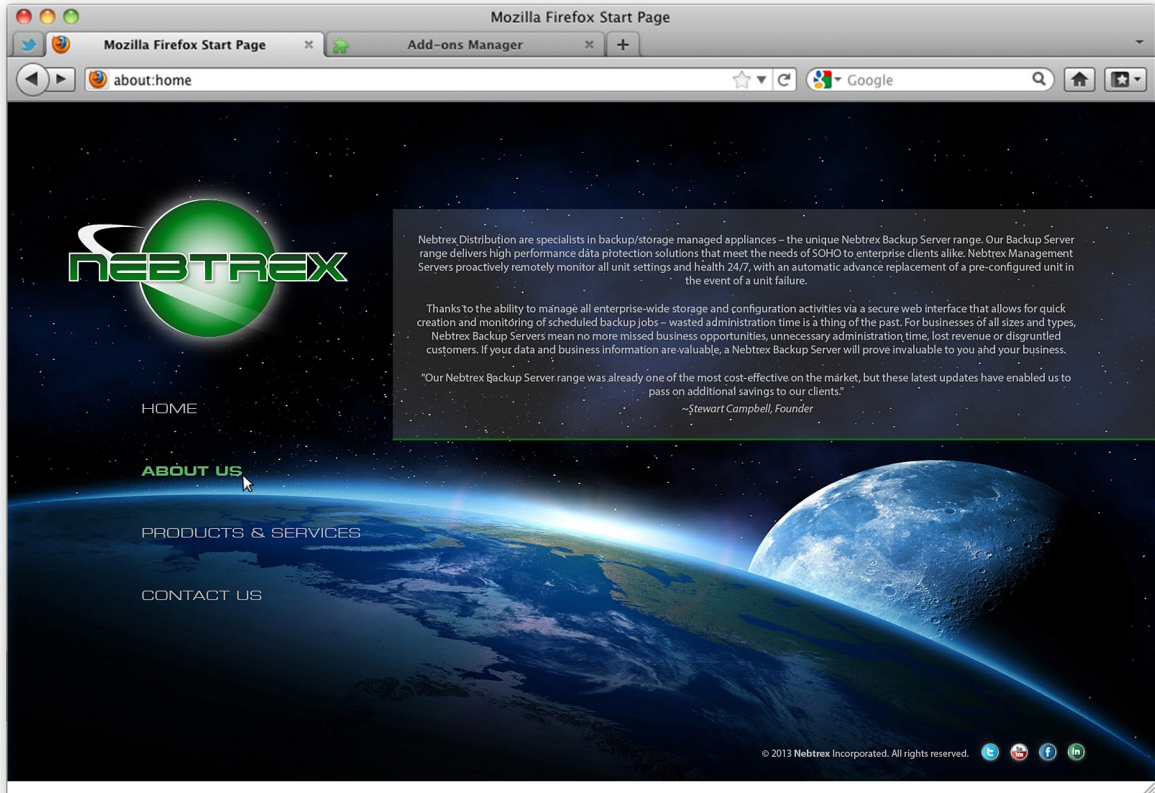 Mozilla Firefox Start Page
Mozilla Firefox Start Page
Add-ons Manager
about:home
Google
NEBTREX
Nebtrex Distribution are specialists in backup/storage managed appliances – the unique Nebtrex Backup Server range. Our Backup Server
range delivers high performance data protection solutions that meet the needs of SOHO to enterprise clients alike. Nebtrex Management
Servers proactively remotely monitor all unit settings and health 24/7, with an automatic advance replacement of a pre-configured unit in
the event of a unit failure.
Thanks to the ability to manage all enterprise-wide storage and configuration activities via a secure web interface that allows for quick
creation and monitoring of scheduled backup jobs – wasted administration time is a thing of the past. For businesses of all sizes and types,
Nebtrex Backup Servers mean no more missed business opportunities, unnecessary administration time, lost revenue or disgruntled
customers. If your data and business information are valuable, a Nebtrex Backup Server will prove invaluable to you and your business.
"Our Nebtrex Backup Server range was already one of the most cost-effective on the market, but these latest updates have enabled us to
pass on additional savings to our clients."
~Stewart Campbell, Founder
HOME
ABOUT US
PRODUCTS & SERVICES
CONTACT US
© 2013 Nebtrex Incorporated. All rights reserved.